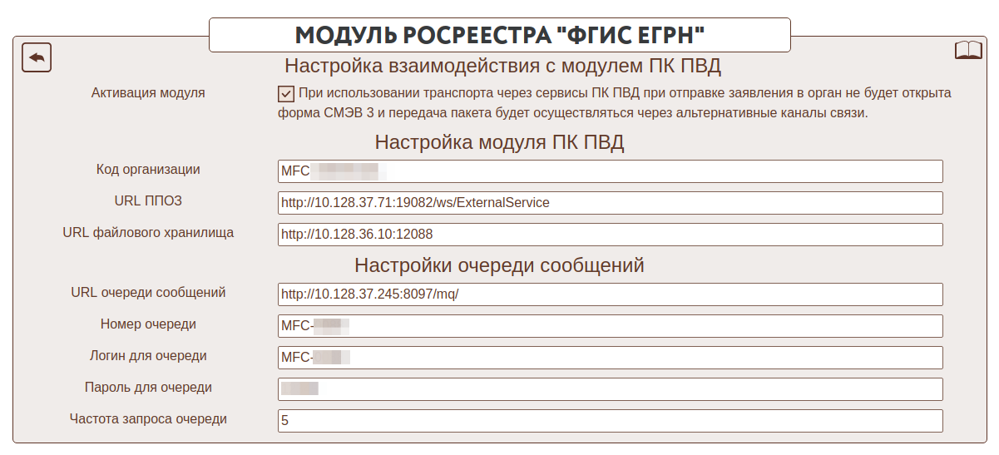 МОДУЛЬ РОСРЕЕСТРА "ФГИС ЕГРН"
Настройка взаимодействия с модулем ПК ПВД
Активация модуля
При использовании транспорта через сервисы ПК ПВД при отправке заявления в орган не будет открыта
форма СМЭВ 3 и передача пакета будет осуществляться через альтернативные каналы связи.
Настройка модуля ПК ПВД
Код организации MFC
URL ППОЗ http://10.128.37.71:19082/ws/ExternalService
URL файлового хранилища http://10.128.36.10:12088
Настройки очереди сообщений
URL очереди сообщений http://10.128.37.245:8097/mq/
Номер очереди MFC-
Логин для очереди MFC-
Пароль для очереди
Частота запроса очереди 5